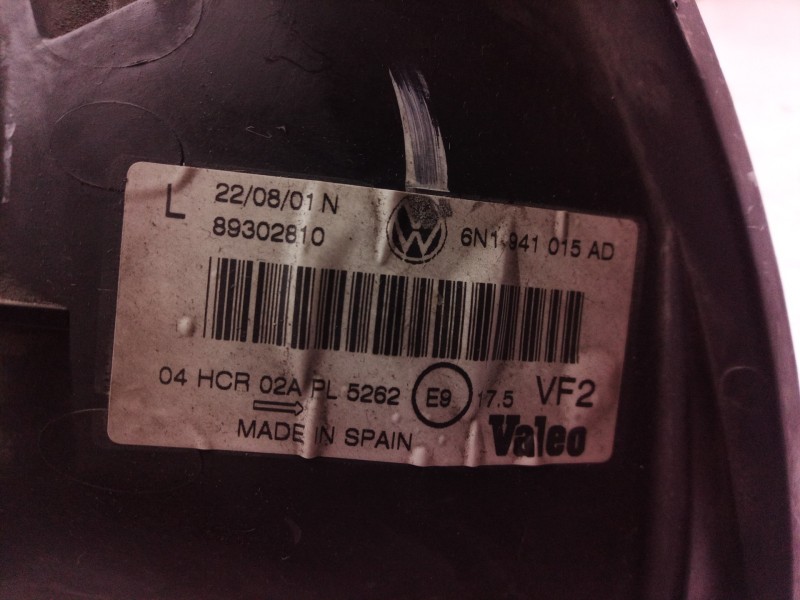 L 22/08/01 N
89302810
6N1 941 015 AD
04 HCR 02A PL 5262 E9 17.5 VF2
MADE IN SPAIN
Valeo